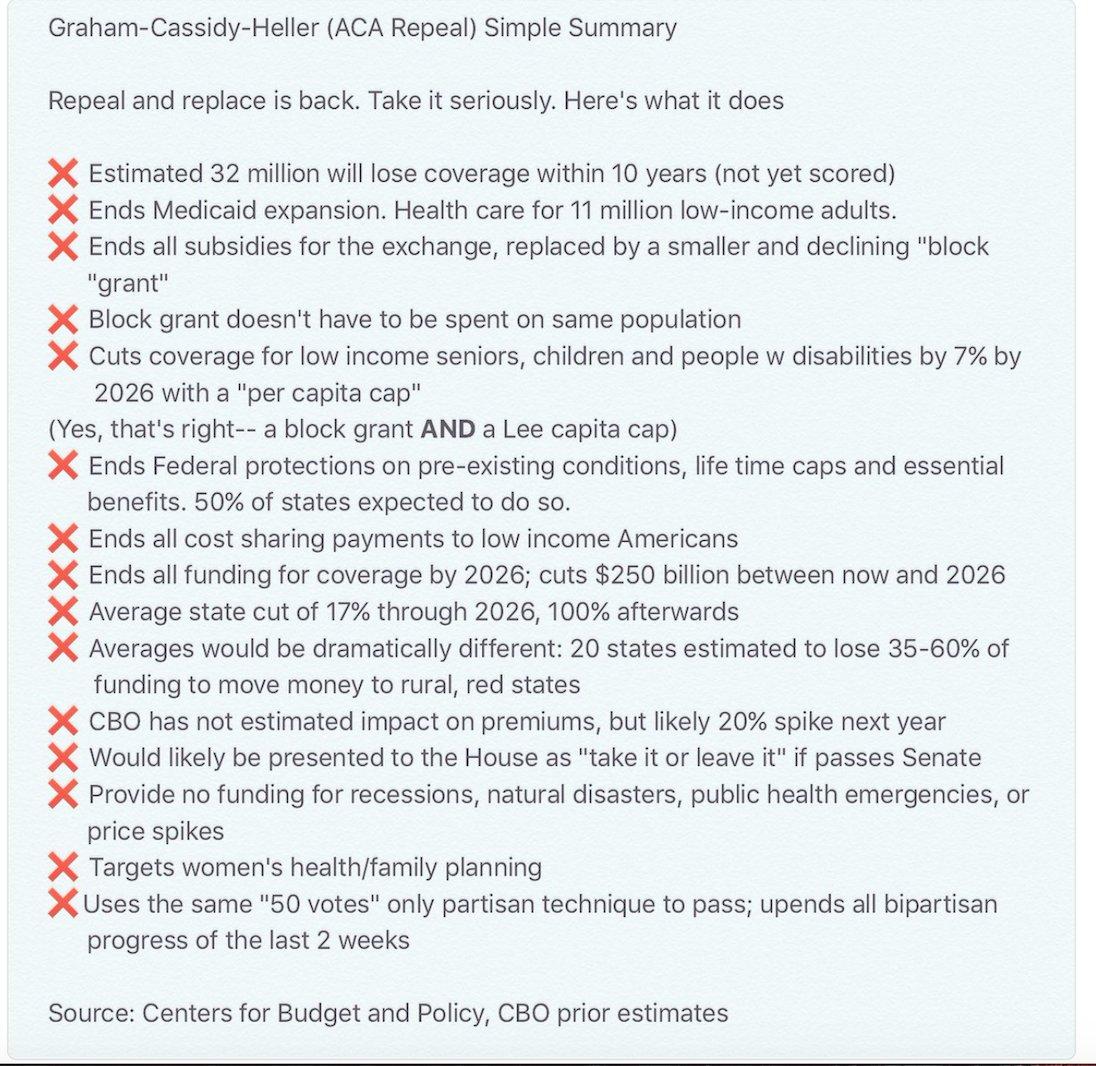 Graham-Cassidy-Heller (ACA Repeal) Simple Summary
Repeal and replace is back. Take it seriously. Here's what it does
❌ Estimated 32 million will lose coverage within 10 years (not yet scored)
❌ Ends Medicaid expansion. Health care for 11 million low-income adults.
❌ Ends all subsidies for the exchange, replaced by a smaller and declining "block
"grant"
❌ Block grant doesn't have to be spent on same population
❌ Cuts coverage for low income seniors, children and people w disabilities by 7% by
2026 with a "per capita cap"
(Yes, that's right-- a block grant AND a Lee capita cap)
❌ Ends Federal protections on pre-existing conditions, life time caps and essential
benefits. 50% of states expected to do so.
❌ Ends all cost sharing payments to low income Americans
❌ Ends all funding for coverage by 2026; cuts $250 billion between now and 2026
❌ Average state cut of 17% through 2026, 100% afterwards
❌ Averages would be dramatically different: 20 states estimated to lose 35-60% of
funding to move money to rural, red states
❌ CBO has not estimated impact on premiums, but likely 20% spike next year
❌ Would likely be presented to the House as "take it or leave it" if passes Senate
❌ Provide no funding for recessions, natural disasters, public health emergencies, or
price spikes
❌ Targets women's health/family planning
❌Uses the same "50 votes" only partisan technique to pass; upends all bipartisan
progress of the last 2 weeks
Source: Centers for Budget and Policy, CBO prior estimates